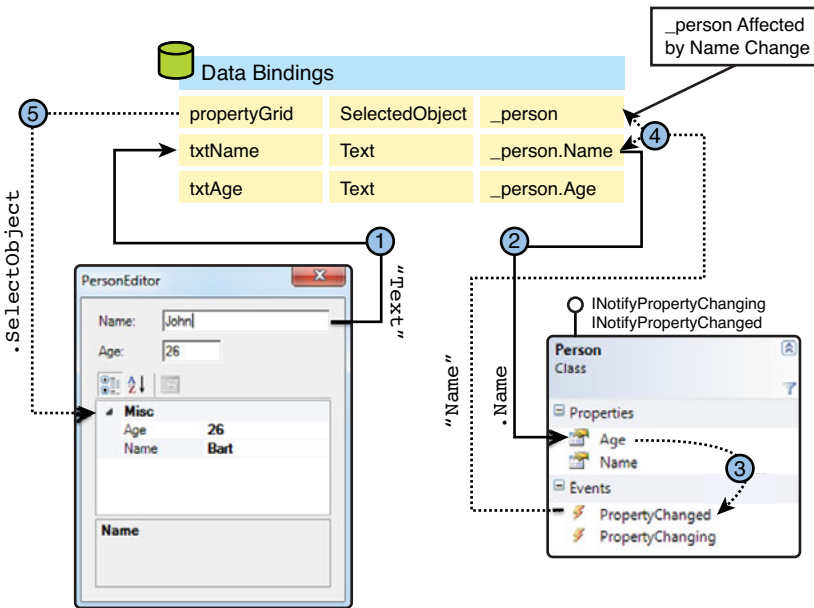 _person Affected
by Name Change
Data Bindings
propertyGrid SelectedObject _person
txtName Text _person.Name
txtAge Text _person.Age
5
4
1
2
.SelectObject
"Text"
"Name"
.Name
PersonEditor
Name: John
Age: 26
A
Z
Misc
Age 26
Name Bart
Name
INotifyPropertyChanging
INotifyPropertyChanged
Person
Class
Properties
Age
Name
3
Events
PropertyChanged
PropertyChanging